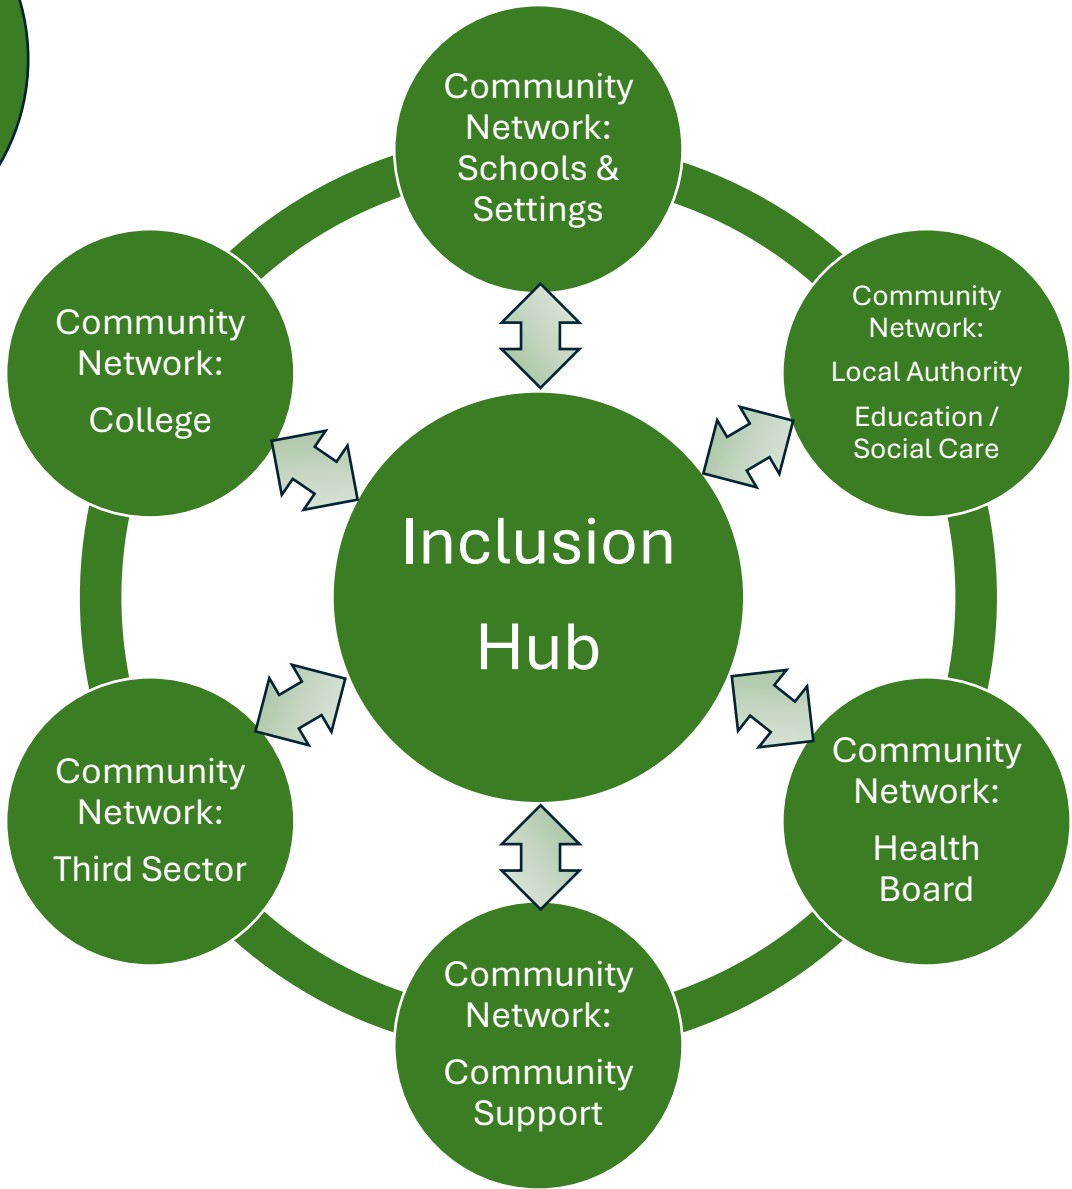 Community
Network:
Schools &
Settings
Community
Network:
Local Authority
Education /
Social Care
Community
Network:
Health
Board
Community
Network:
Community
Support
Community
Network:
Third Sector
Community
Network:
College
Inclusion
Hub